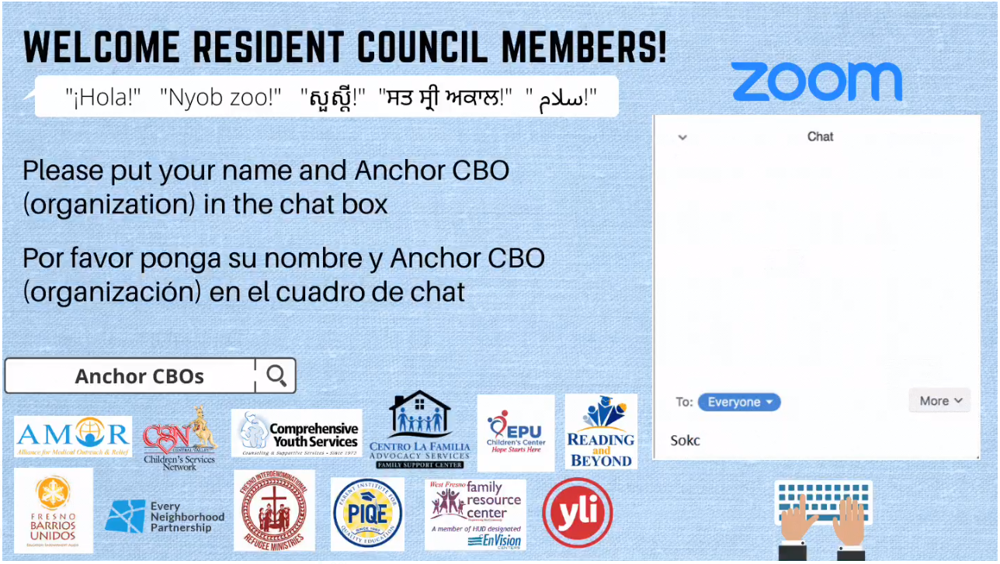 WELCOME RESIDENT COUNCIL MEMBERS!
"¡Hola!" "Nyob zoo!" "សួស្តី!" "ਸਤ ਸ੍ਰੀ ਅਕਾਲ!" "سلام!"
zoom
Please put your name and Anchor CBO
(organization) in the chat box
Por favor ponga su nombre y Anchor CBO
(organización) en el cuadro de chat
Chat
To: Everyone
More
Sokc
Anchor CBOs
AMOR
Alliance for Medical Outreach & Relief
CSN
CENTRAL VALLEY
Children's Services
Network
Comprehensive
Youth Services
Counseling & Supportive Services - Since 1973
CENTRO LA FAMILIA
ADVOCACY SERVICES
FAMILY SUPPORT CENTER
EPU
Children's Center
Hope Starts Here
READING
and
BEYOND
FRESNO
BARRIOS
UNIDOS
Every
Neighborhood
Partnership
FRESNO INTERDENOMINATIONAL
REFUGEE MINISTRIES
PARENT INSTITUTE FOR
PIQE
SINCE 1987
QUALITY EDUCATION
West Fresno
family
resource
center
A member of HUD designated
EnVision
CENTERS
yli